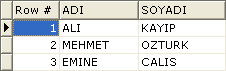 Row # ADI SOYADI
1 ALI KAYIP
2 MEHMET OZTURK
3 EMINE CALIS